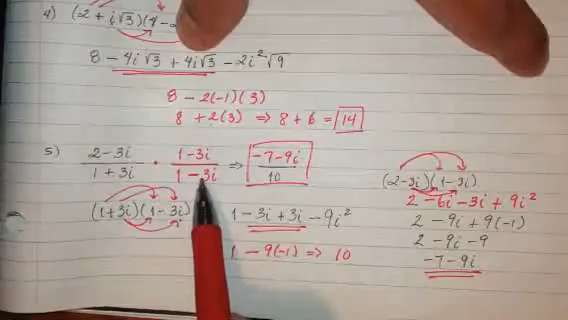 4) (2 + i√3)(4 - 2
8 - 4i√3 + 4i√3 - 2i²√9
8 - 2(-1)(3)
8 + 2(3) ⇒ 8 + 6 = 14
5) 2-3i / 1+3i • 1-3i / 1-3i ⇒ -7-9i / 10
(1+3i)(1-3i) 1 - 3i + 3i - 9i²
1 - 9(-1) ⇒ 10
(2-3i)(1-3i)
2 - 6i - 3i + 9i²
2 - 9i + 9(-1)
2 - 9i - 9
-7 - 9i